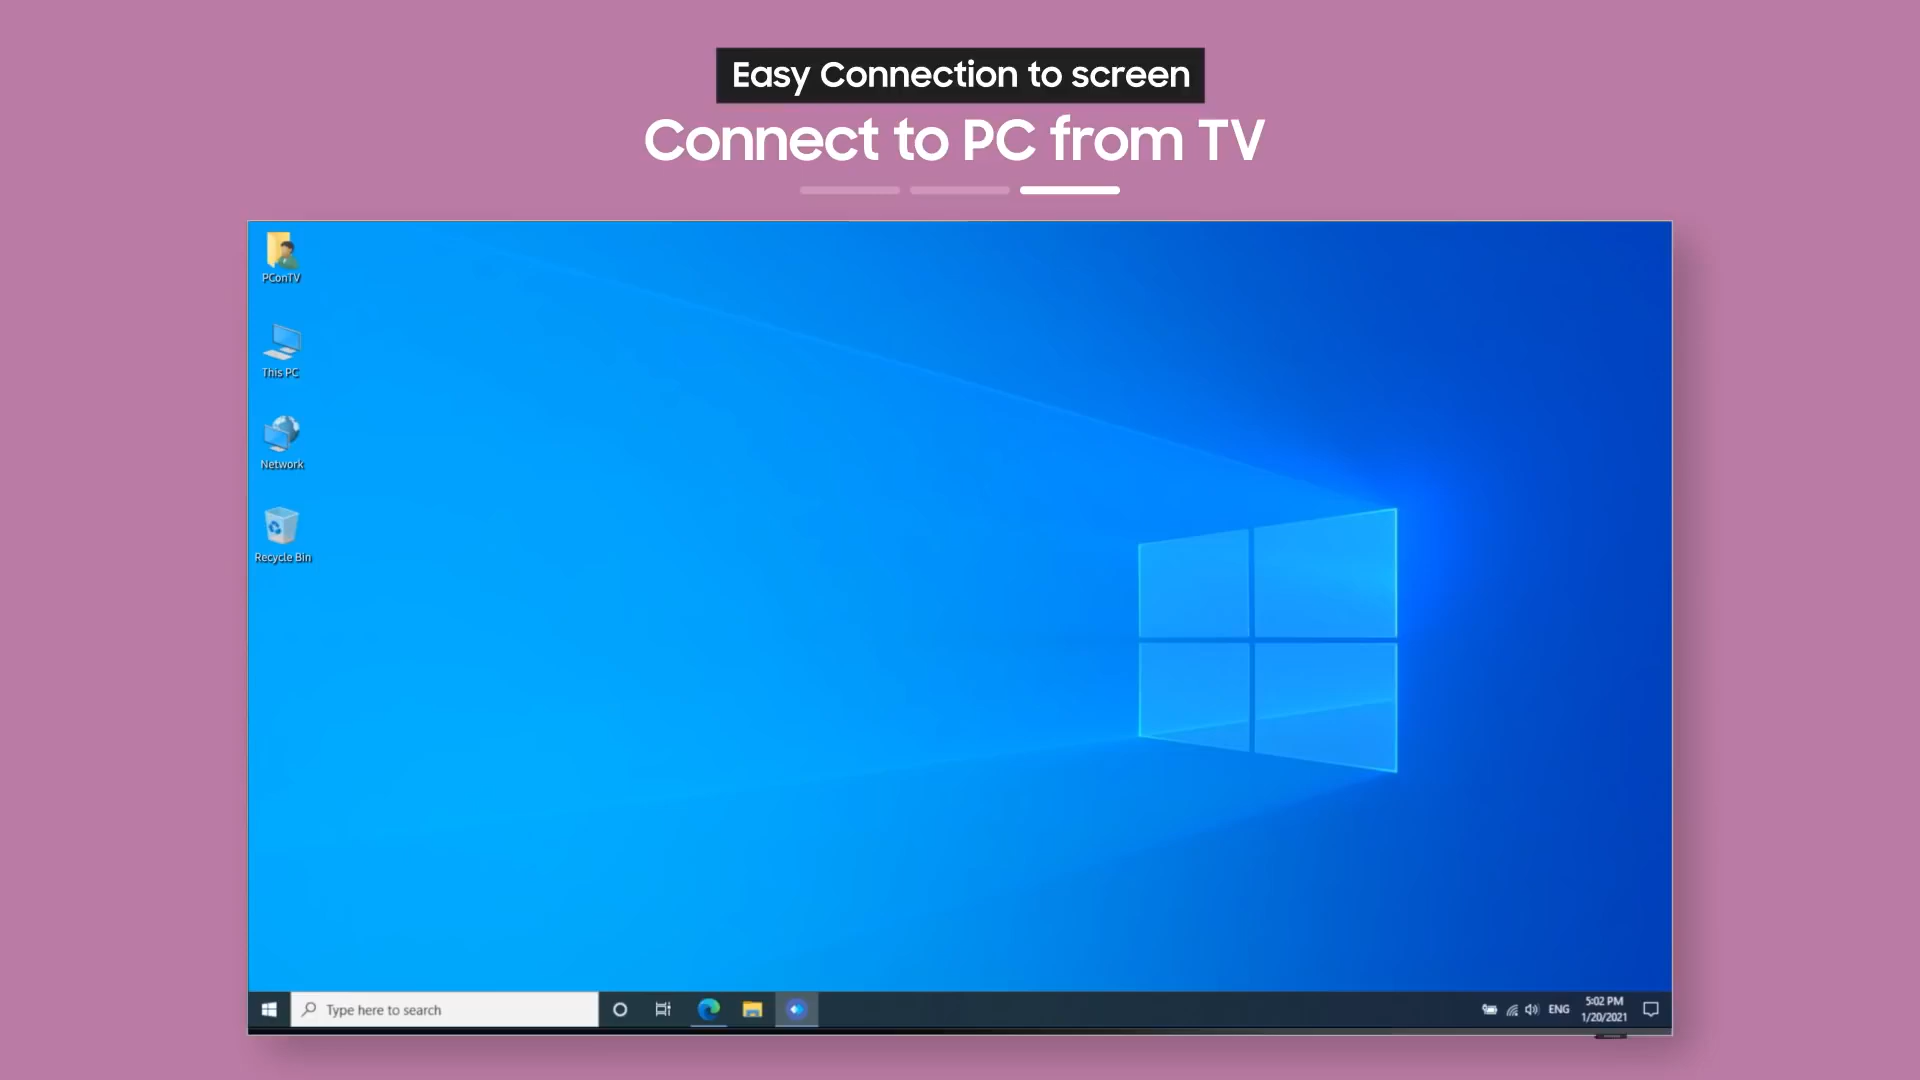 Easy Connection to screen
Connect to PC from TV
PConTV
This PC
Network
Recycle Bin
Type here to search
ENG
5:02 PM
1/20/2021